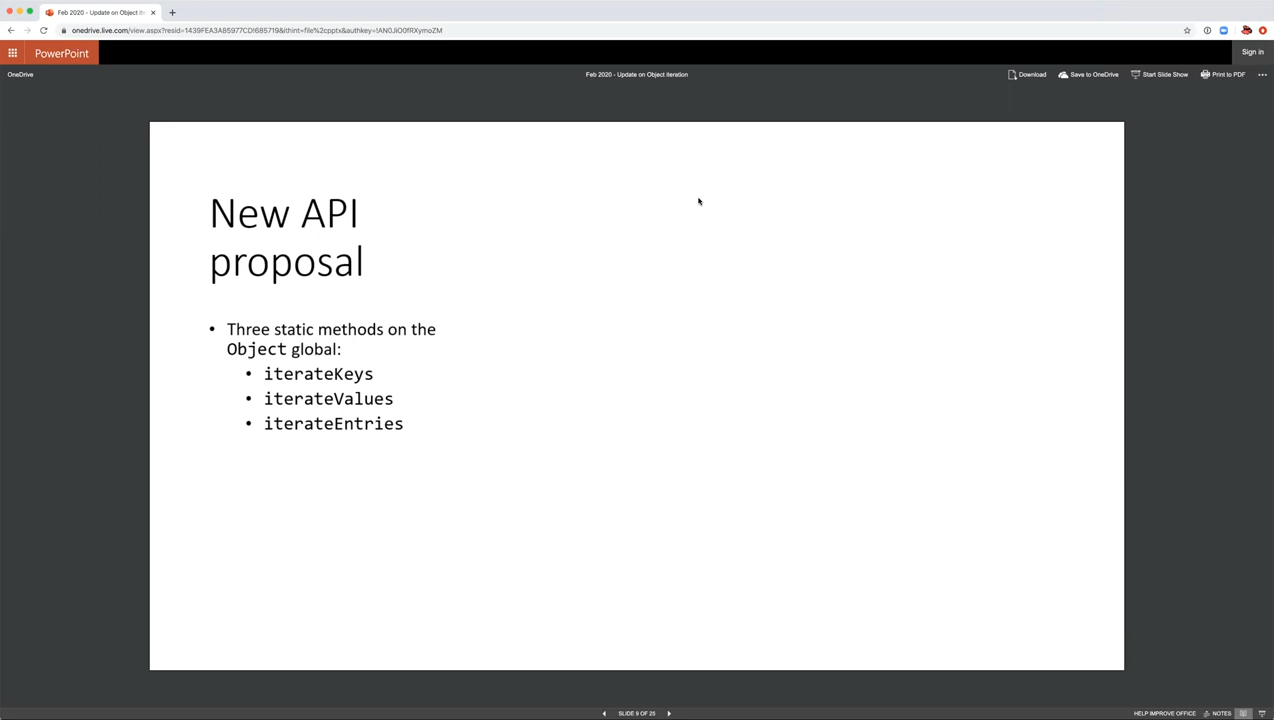 Feb 2020 - Update on Object ite
onedrive.live.com/view.aspx?resid=1439FEA3A85977CD!685719&ithint=file%2cpptx&authkey=!AN0JiO0fRXymoZM
PowerPoint
Sign in
OneDrive
Feb 2020 - Update on Object iteration
Download
Save to OneDrive
Start Slide Show
Print to PDF
New API
proposal
• Three static methods on the
Object global:
• iterateKeys
• iterateValues
• iterateEntries
SLIDE 9 OF 25
HELP IMPROVE OFFICE
NOTES